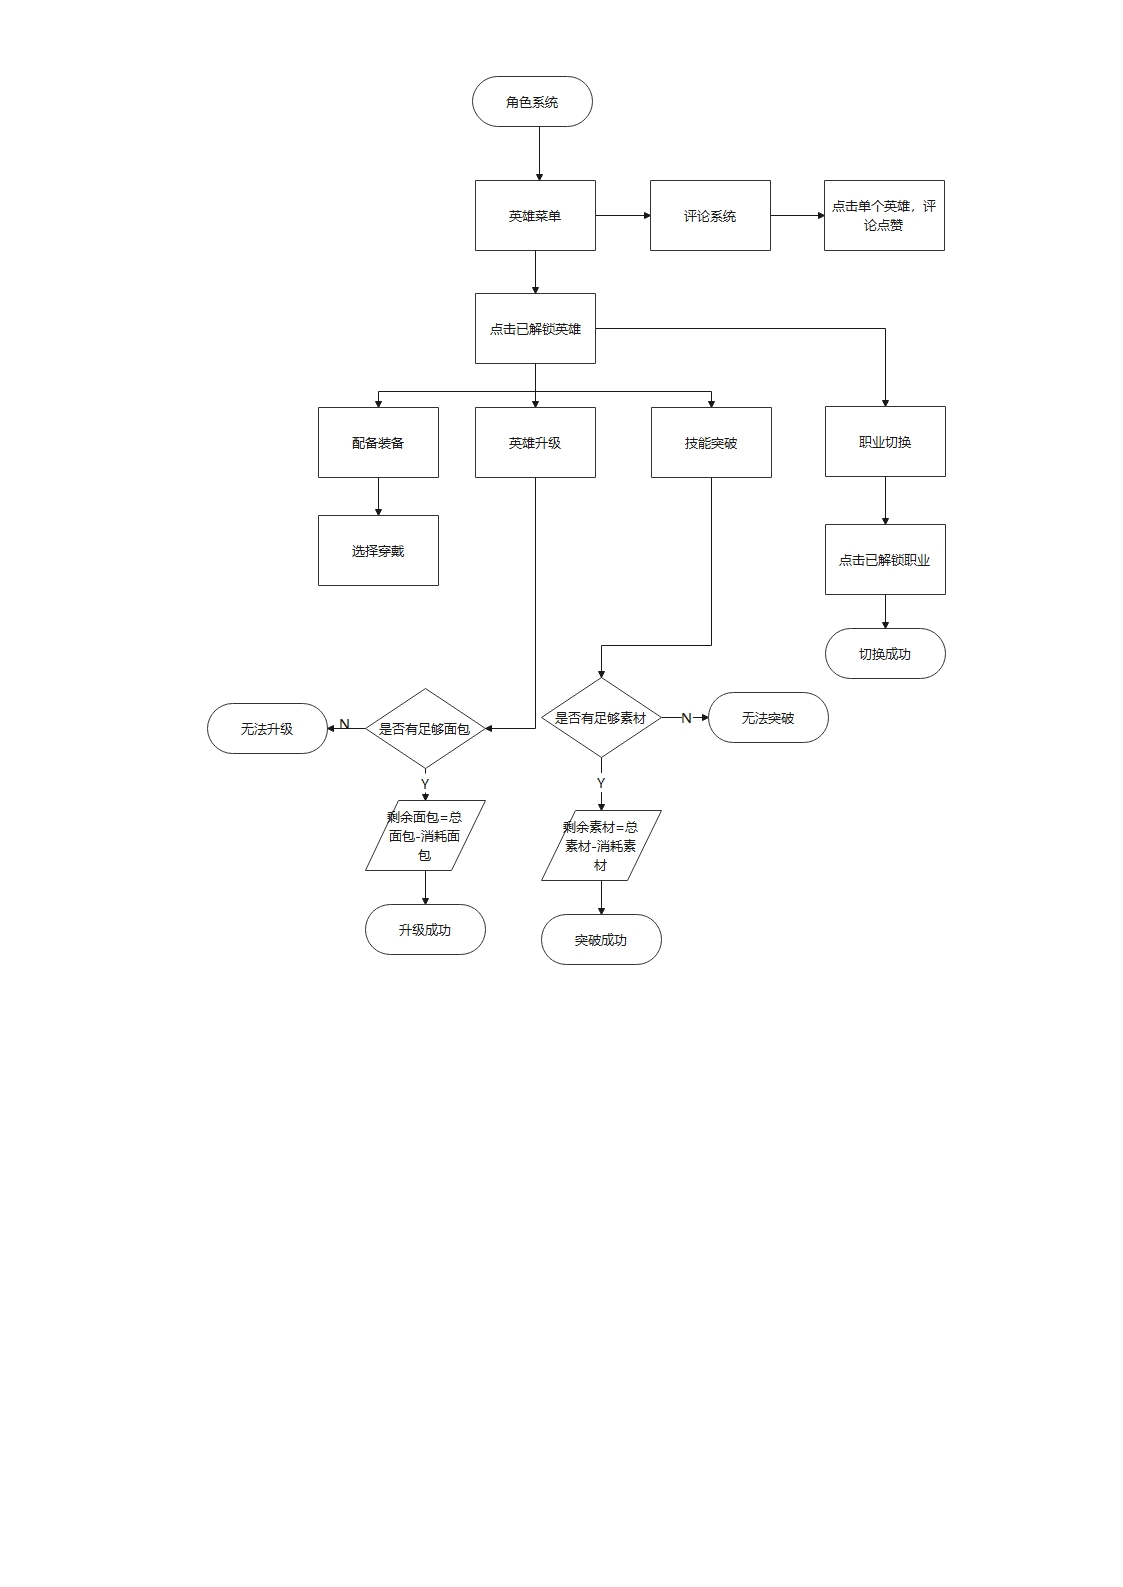 角色系统
英雄菜单
评论系统
点击单个英雄，评
论点赞
点击已解锁英雄
配备装备
英雄升级
技能突破
职业切换
选择穿戴
点击已解锁职业
切换成功
无法升级
N
是否有足够面包
是否有足够素材
N
无法突破
Y
Y
剩余面包=总
面包-消耗面
包
剩余素材=总
素材-消耗素
材
升级成功
突破成功